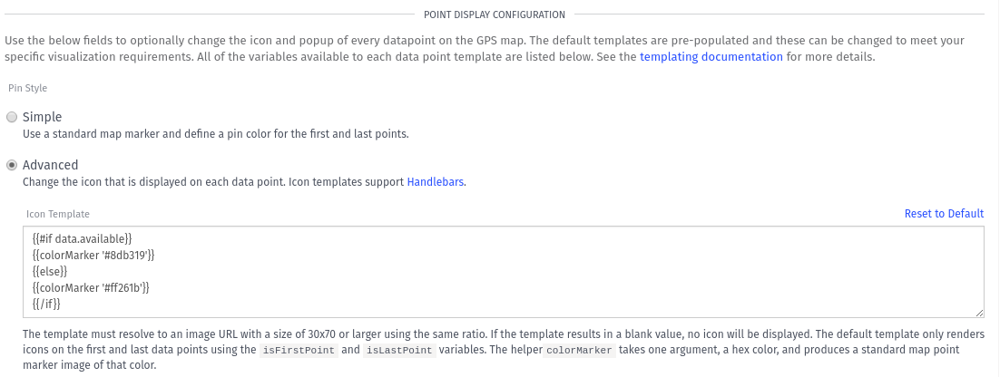 POINT DISPLAY CONFIGURATION
Use the below fields to optionally change the icon and popup of every datapoint on the GPS map. The default templates are pre-populated and these can be changed to meet your
specific visualization requirements. All of the variables available to each data point template are listed below. See the templating documentation for more details.
Pin Style
Simple
Use a standard map marker and define a pin color for the first and last points.
Advanced
Change the icon that is displayed on each data point. Icon templates support Handlebars.
Icon Template
Reset to Default
{{#if data.available}}
{{colorMarker '#8db319'}}
{{else}}
{{colorMarker '#ff261b'}}
{{/if}}
The template must resolve to an image URL with a size of 30x70 or larger using the same ratio. If the template results in a blank value, no icon will be displayed. The default template only renders
icons on the first and last data points using the isFirstPoint and isLastPoint variables. The helper colorMarker takes one argument, a hex color, and produces a standard map point
marker image of that color.